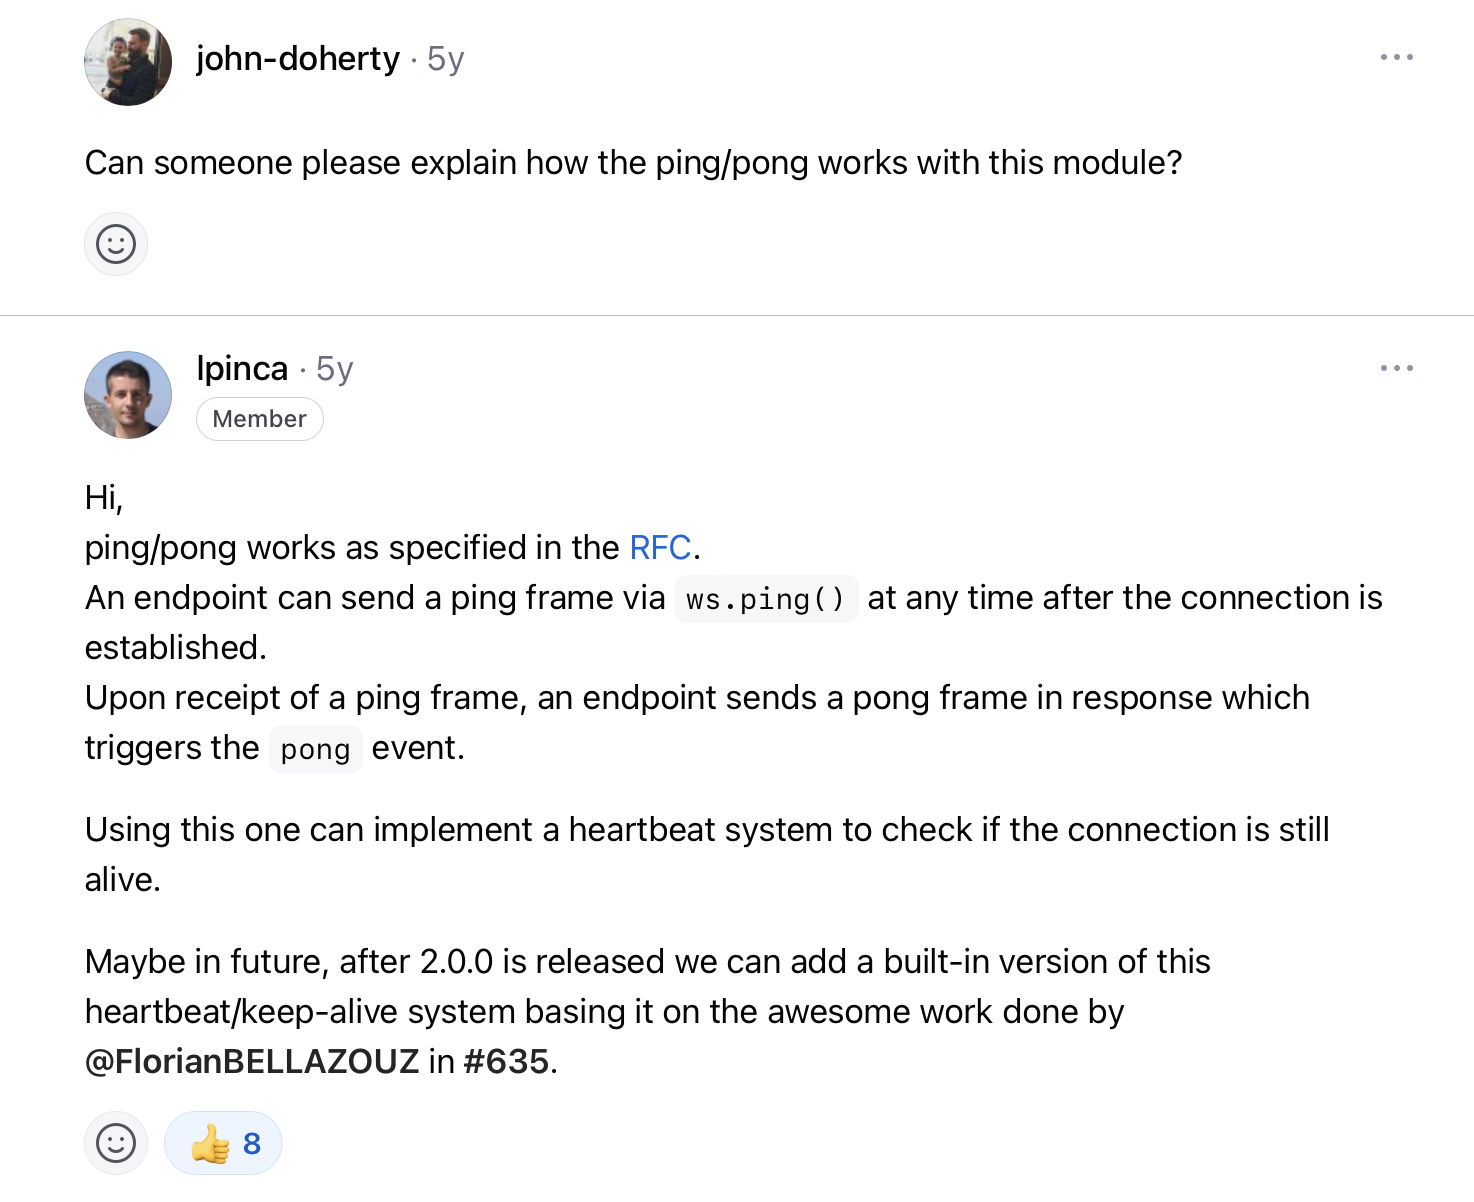 john-doherty · 5y
Can someone please explain how the ping/pong works with this module?
lpinca · 5y
Member
Hi,
ping/pong works as specified in the RFC.
An endpoint can send a ping frame via ws.ping() at any time after the connection is
established.
Upon receipt of a ping frame, an endpoint sends a pong frame in response which
triggers the pong event.
Using this one can implement a heartbeat system to check if the connection is still
alive.
Maybe in future, after 2.0.0 is released we can add a built-in version of this
heartbeat/keep-alive system basing it on the awesome work done by
@FlorianBELLAZOUZ in #635.
👍 8